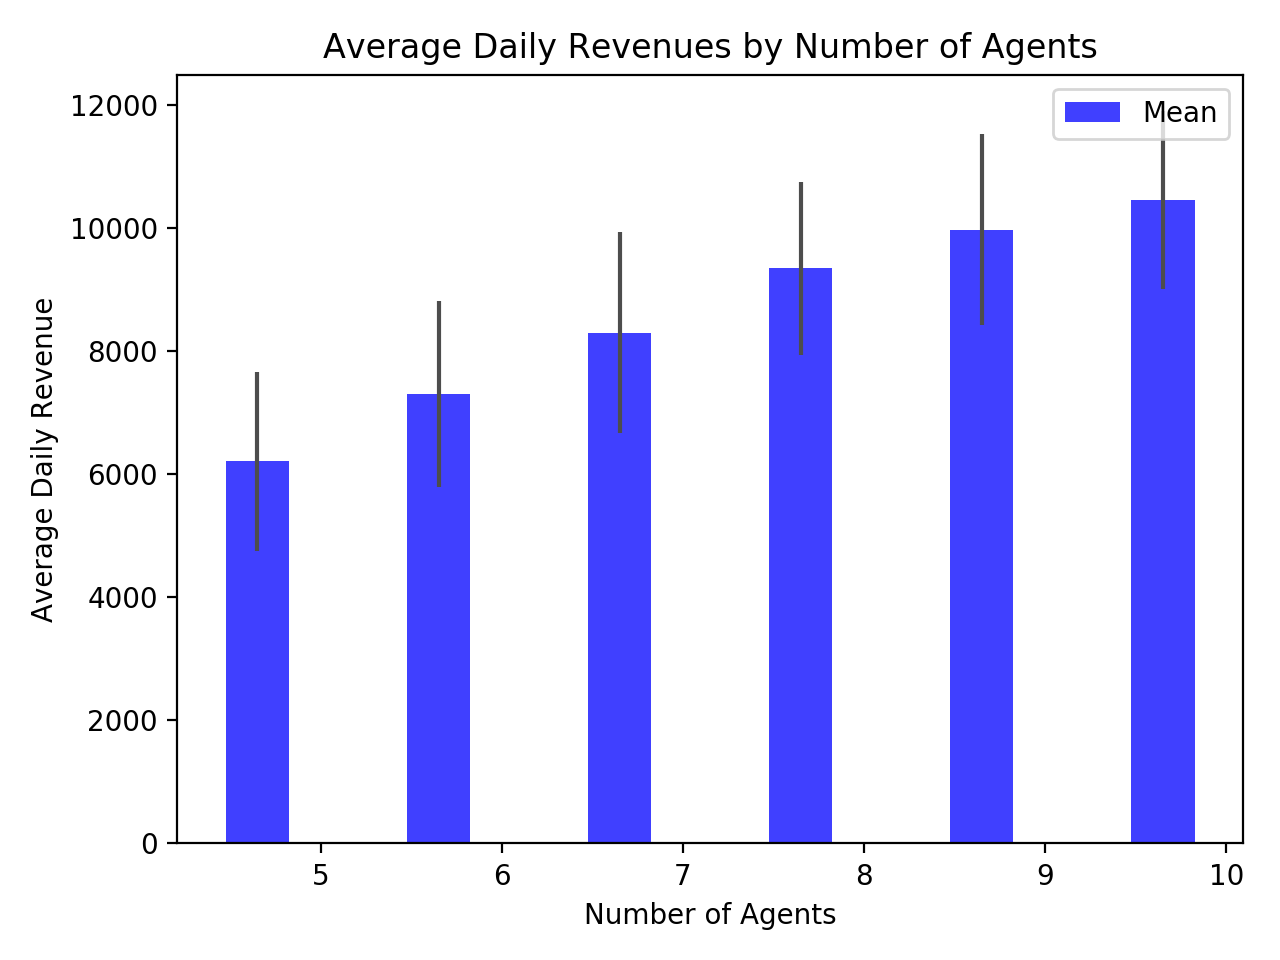 Average Daily Revenues by Number of Agents
12000
10000
8000
6000
4000
2000
0
Average Daily Revenue
Mean
5 6 7 8 9 10
Number of Agents